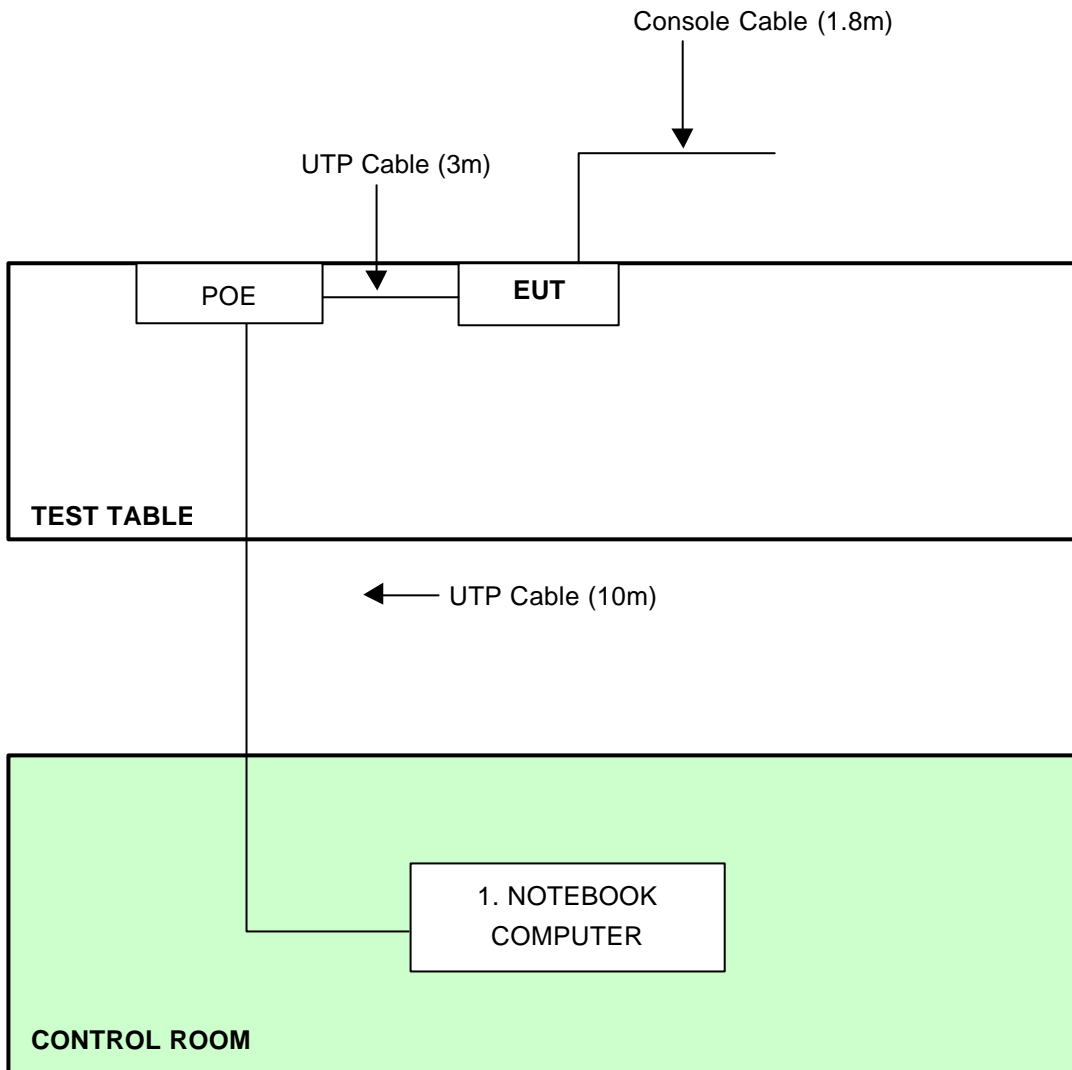 Console Cable (1.8m)
UTP Cable (3m)
POE
EUT
TEST TABLE
UTP Cable (10m)
1. NOTEBOOK
COMPUTER
CONTROL ROOM